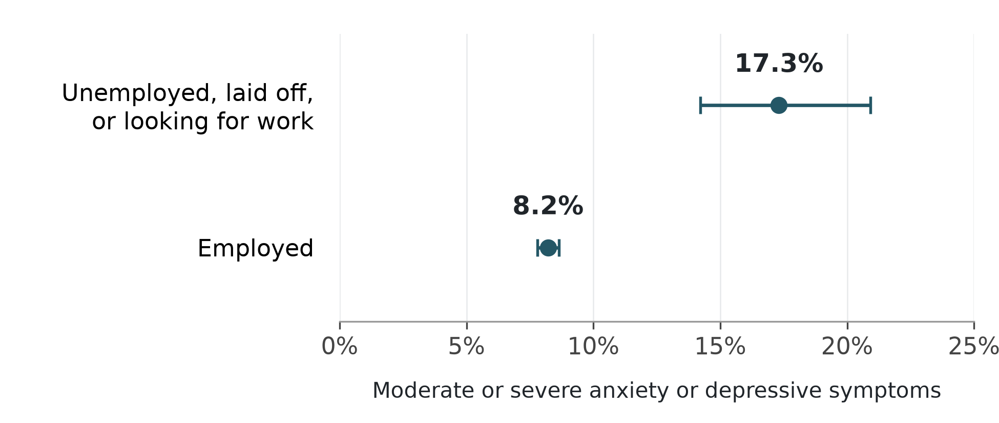 17.3%
Unemployed, laid off,
or looking for work
8.2%
Employed
0% 5% 10% 15% 20% 25%
Moderate or severe anxiety or depressive symptoms